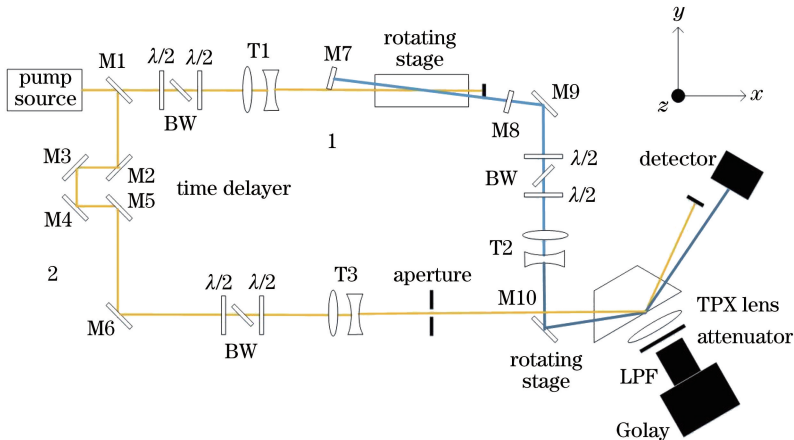 pump
source
M1
λ/2
λ/2
BW
T1
M7
rotating
stage
M8
M9
1
y
x
z
λ/2
BW
λ/2
detector
M3
M2
M4
M5
time delayer
T2
2
M6
λ/2
λ/2
BW
T3
aperture
M10
rotating
stage
TPX lens
attenuator
LPF
Golay